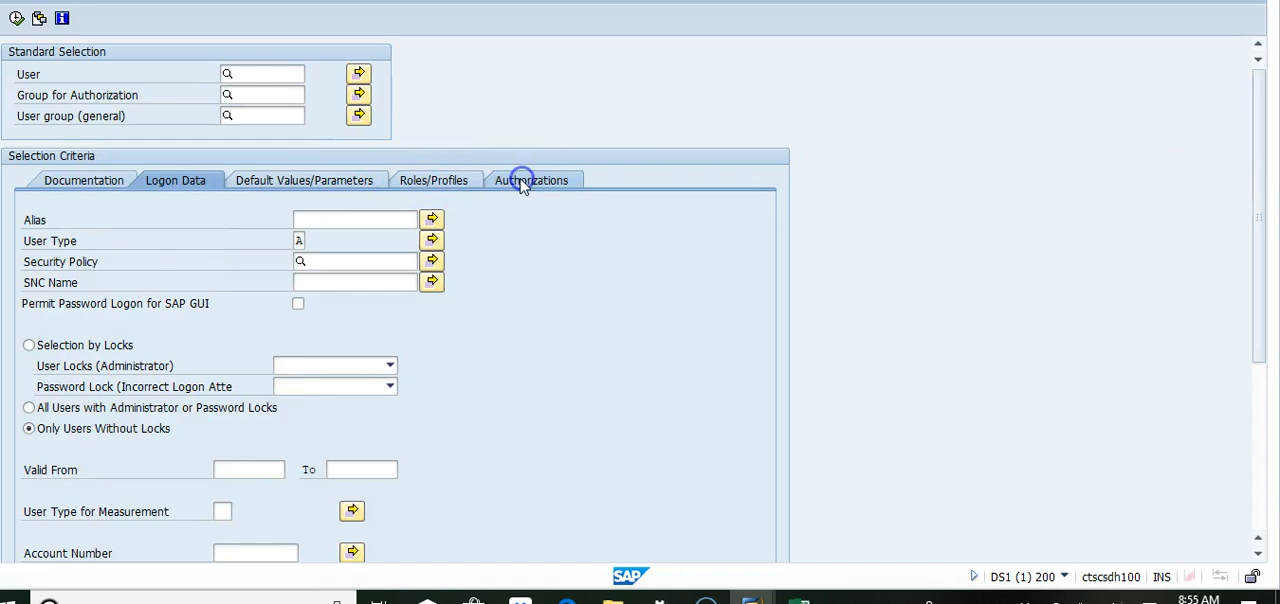 Standard Selection
User
Group for Authorization
User group (general)
Selection Criteria
Documentation Logon Data Default Values/Parameters Roles/Profiles Authorizations
Alias
User Type A
Security Policy
SNC Name
Permit Password Logon for SAP GUI
Selection by Locks
User Locks (Administrator)
Password Lock (Incorrect Logon Atte
All Users with Administrator or Password Locks
Only Users Without Locks
Valid From To
User Type for Measurement
Account Number
SAP DS1 (1) 200 ctscsdh100 INS
8:55 AM